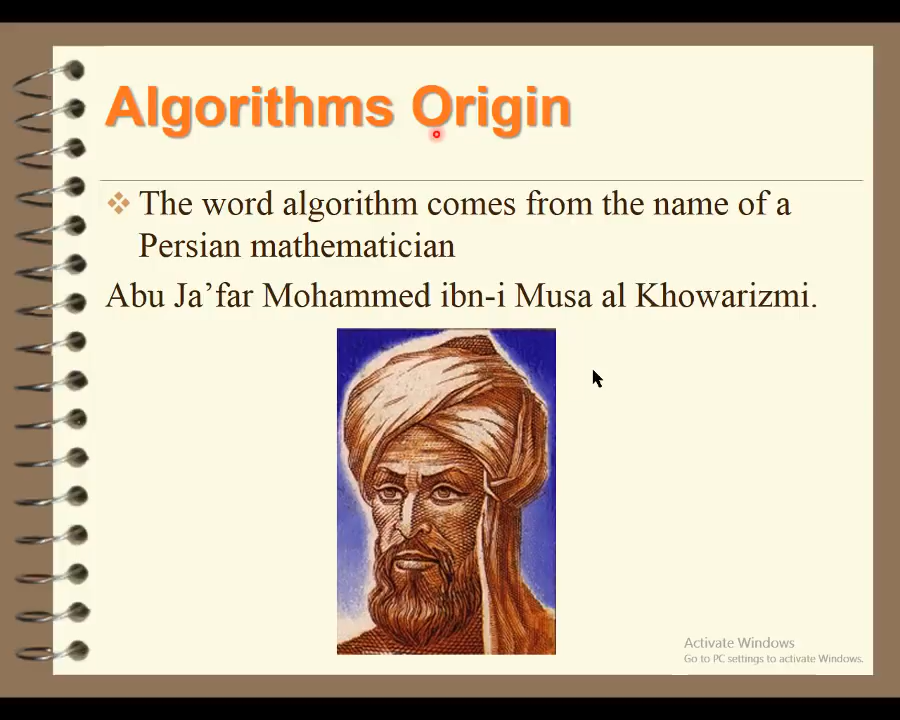 Algorithms Origin
The word algorithm comes from the name of a
Persian mathematician
Abu Ja’far Mohammed ibn-i Musa al Khowarizmi.
Activate Windows
Go to PC settings to activate Windows.